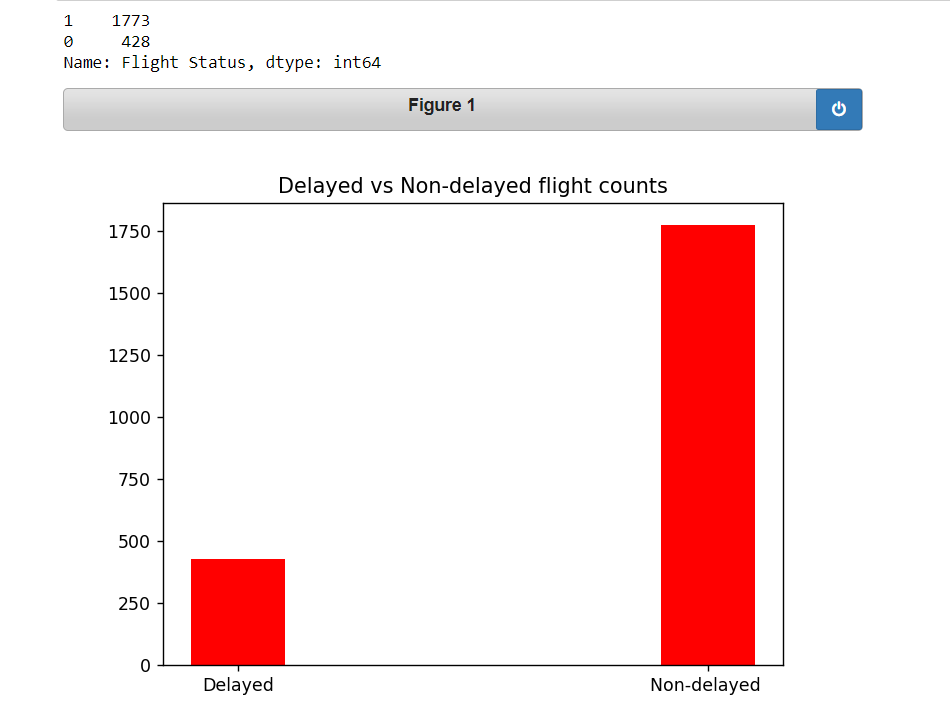 1    1773
0     428
Name: Flight Status, dtype: int64
Figure 1
Delayed vs Non-delayed flight counts
1750
1500
1250
1000
750
500
250
0
Delayed Non-delayed